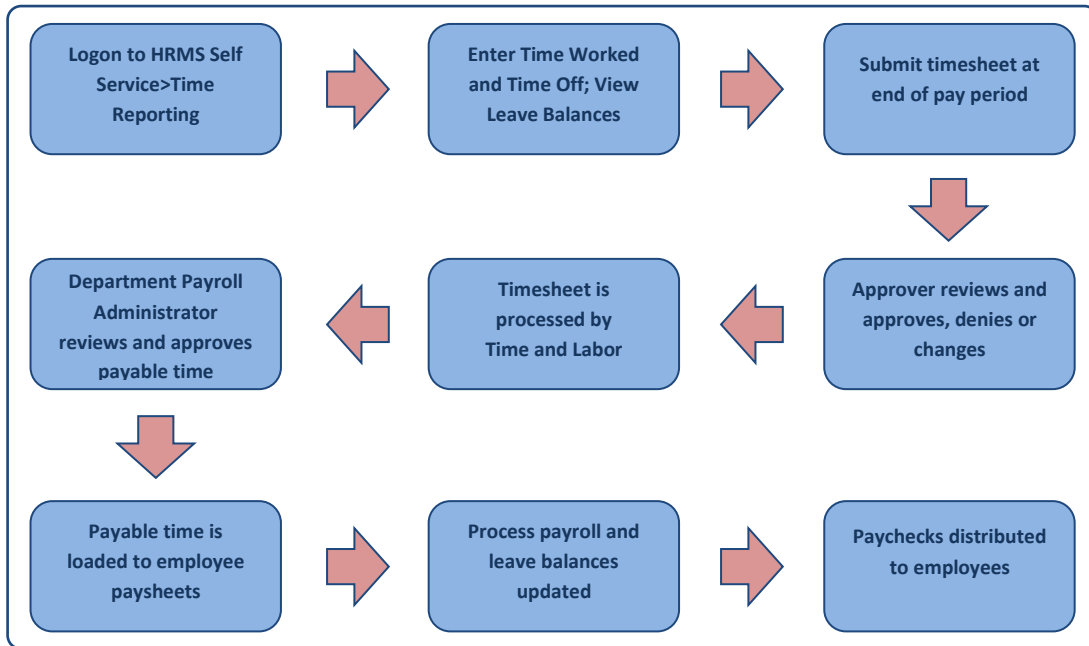 Logon to HRMS Self
Service>Time
Reporting
Enter Time Worked
and Time Off; View
Leave Balances
Submit timesheet at
end of pay period
Approver reviews and
approves, denies or
changes
Timesheet is
processed by
Time and Labor
Department Payroll
Administrator
reviews and approves
payable time
Payable time is
loaded to employee
paysheets
Process payroll and
leave balances
updated
Paychecks distributed
to employees